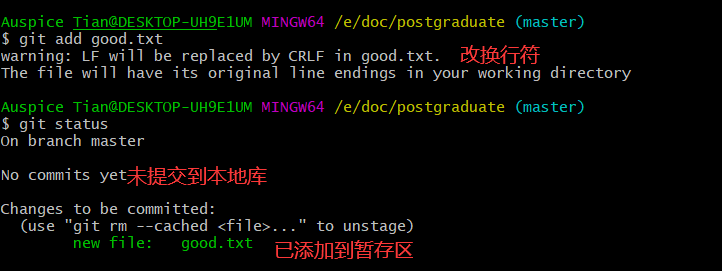 Auspice Tian@DESKTOP-UH9E1UM MINGW64 /e/doc/postgraduate (master)
$ git add good.txt
warning: LF will be replaced by CRLF in good.txt. 改换行符
The file will have its original line endings in your working directory
Auspice Tian@DESKTOP-UH9E1UM MINGW64 /e/doc/postgraduate (master)
$ git status
On branch master
No commits yet未提交到本地库
Changes to be committed:
(use "git rm --cached <file>..." to unstage)
new file: good.txt 已添加到暂存区